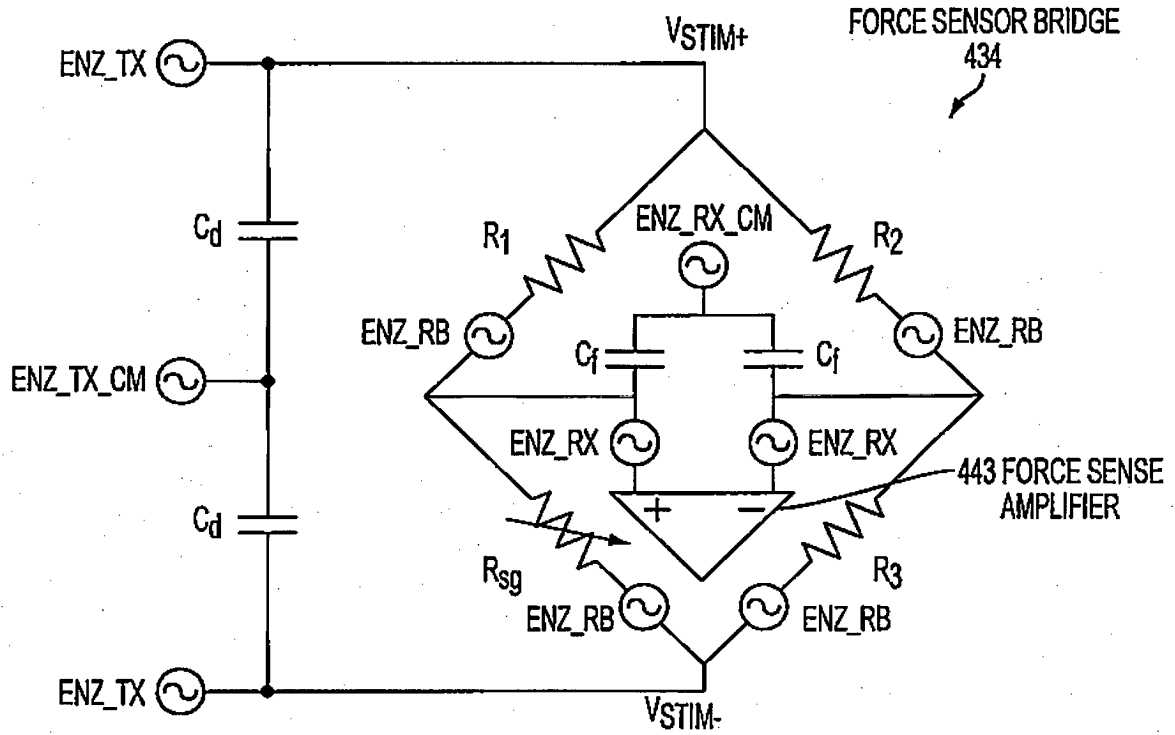 FORCE SENSOR BRIDGE
434
VSTIM+
ENZ_TX
Cd
R1
ENZ_RX_CM
R2
ENZ_RB
Cf
Cf
ENZ_RB
ENZ_TX_CM
ENZ_RX
ENZ_RX
443 FORCE SENSE
AMPLIFIER
+
−
Cd
Rsg
R3
ENZ_RB
ENZ_RB
ENZ_TX
VSTIM-